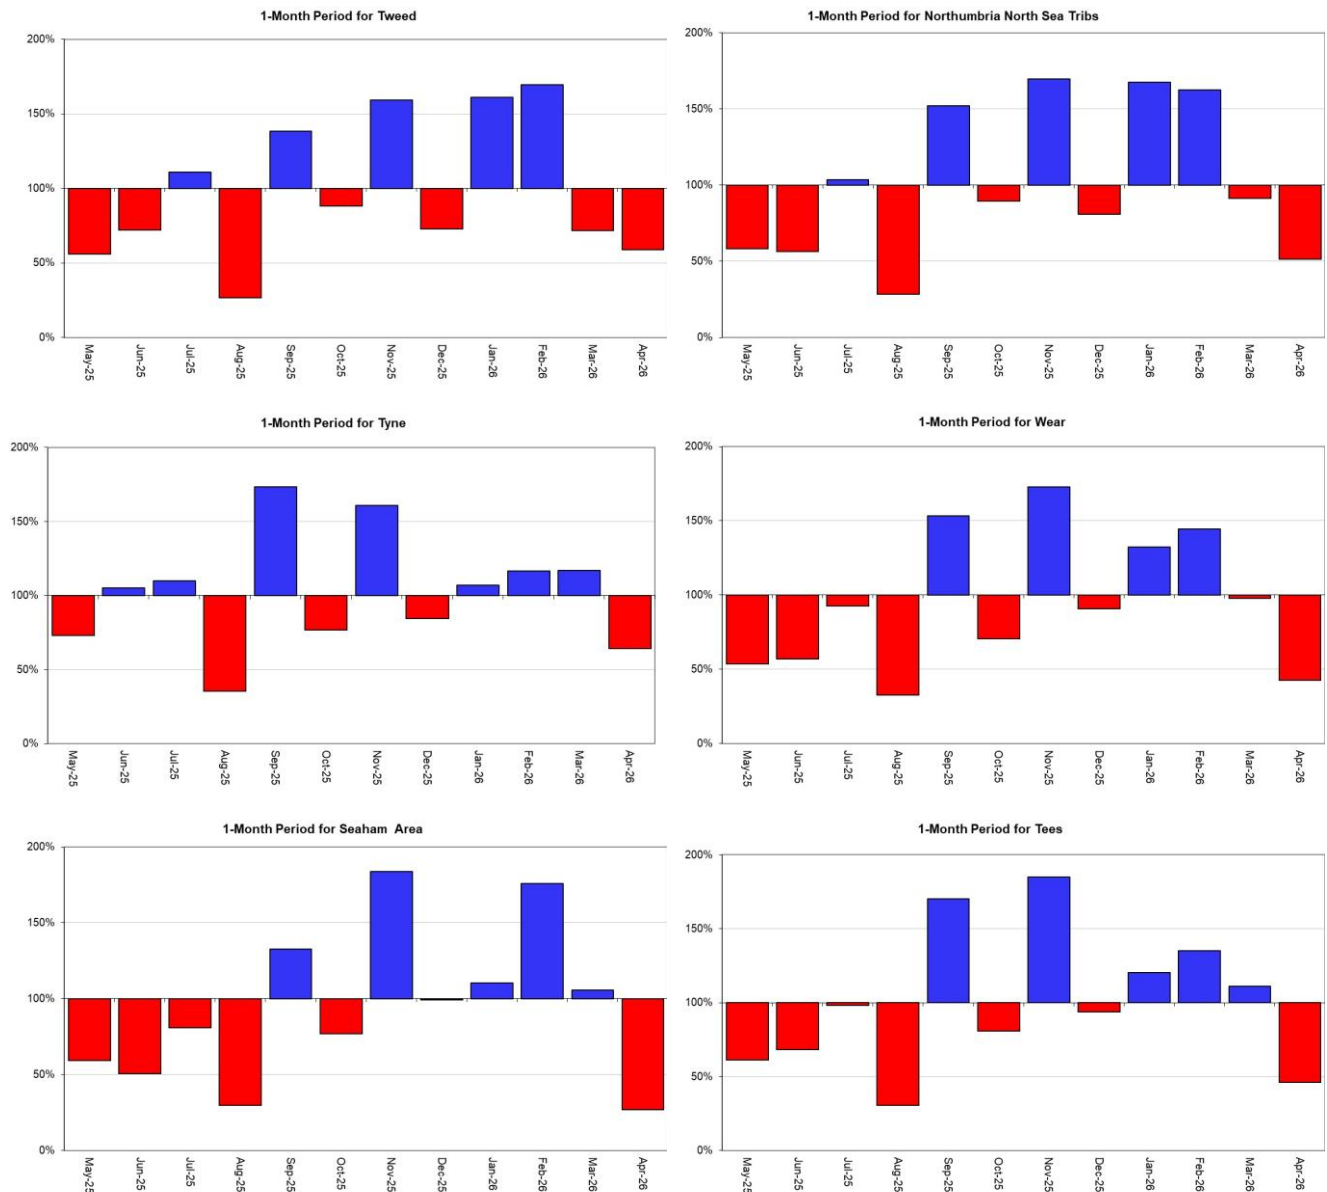 1-Month Period for Tweed
200%
150%
100%
50%
0%
May-25
Jun-25
Jul-25
Aug-25
Sep-25
Oct-25
Nov-25
Dec-25
Jan-26
Feb-26
Mar-26
Apr-26
1-Month Period for Northumbria North Sea Tribs
200%
150%
100%
50%
0%
May-25
Jun-25
Jul-25
Aug-25
Sep-25
Oct-25
Nov-25
Dec-25
Jan-26
Feb-26
Mar-26
Apr-26
1-Month Period for Tyne
200%
150%
100%
50%
0%
May-25
Jun-25
Jul-25
Aug-25
Sep-25
Oct-25
Nov-25
Dec-25
Jan-26
Feb-26
Mar-26
Apr-26
1-Month Period for Wear
200%
150%
100%
50%
0%
May-25
Jun-25
Jul-25
Aug-25
Sep-25
Oct-25
Nov-25
Dec-25
Jan-26
Feb-26
Mar-26
Apr-26
1-Month Period for Seaham  Area
200%
150%
100%
50%
0%
May-25
Jun-25
Jul-25
Aug-25
Sep-25
Oct-25
Nov-25
Dec-25
Jan-26
Feb-26
Mar-26
Apr-26
1-Month Period for Tees
200%
150%
100%
50%
0%
May-25
Jun-25
Jul-25
Aug-25
Sep-25
Oct-25
Nov-25
Dec-25
Jan-26
Feb-26
Mar-26
Apr-26